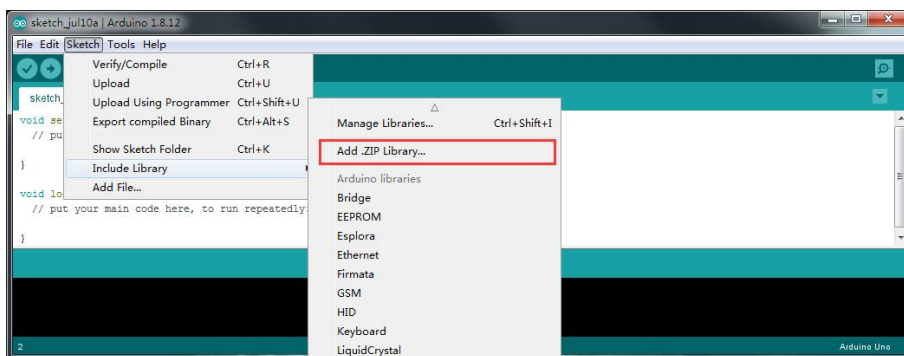 sketch_jul10a | Arduino 1.8.12
File Edit Sketch Tools Help
Verify/Compile Ctrl+R
Upload Ctrl+U
Upload Using Programmer Ctrl+Shift+U
Export compiled Binary Ctrl+Alt+S
Show Sketch Folder Ctrl+K
Include Library
Add File...
sketch_
void se
// pu
}
void lo
// put your main code here, to run repeatedly
}
Manage Libraries... Ctrl+Shift+I
Add .ZIP Library...
Arduino libraries
Bridge
EEPROM
Esplora
Ethernet
Firmata
GSM
HID
Keyboard
LiquidCrystal
2 Arduino Uno